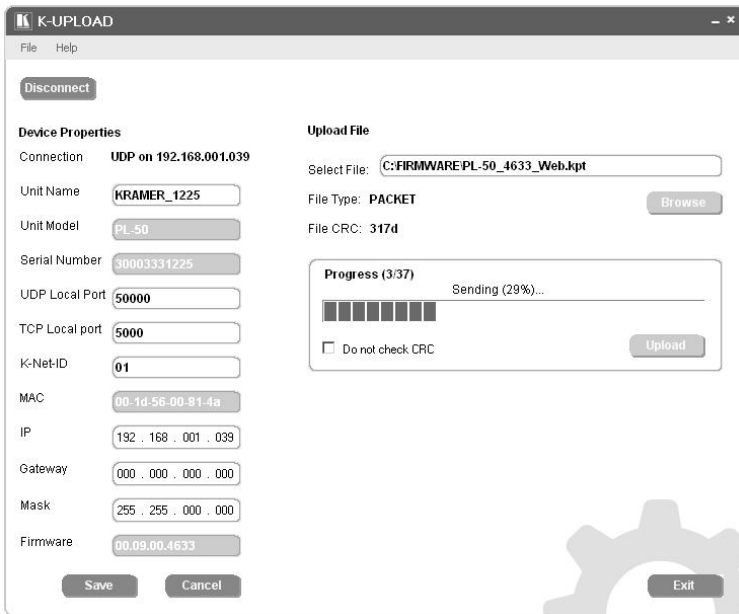 K-UPLOAD
File Help
Disconnect
Device Properties
Connection UDP on 192.168.001.039
Unit Name KRAMER_1225
Unit Model PL-50
Serial Number 30003331225
UDP Local Port 50000
TCP Local port 5000
K-Net-ID 01
MAC 00-1d-56-00-81-4a
IP 192 . 168 . 001 . 039
Gateway 000 . 000 . 000 . 000
Mask 255 . 255 . 000 . 000
Firmware 00.09.00.4633
Save Cancel
Upload File
Select File: C:\FIRMWARE\PL-50_4633_Web.kpt
File Type: PACKET
Browse
File CRC: 317d
Progress (3/37)
Sending (29%)...
Do not check CRC
Upload
Exit